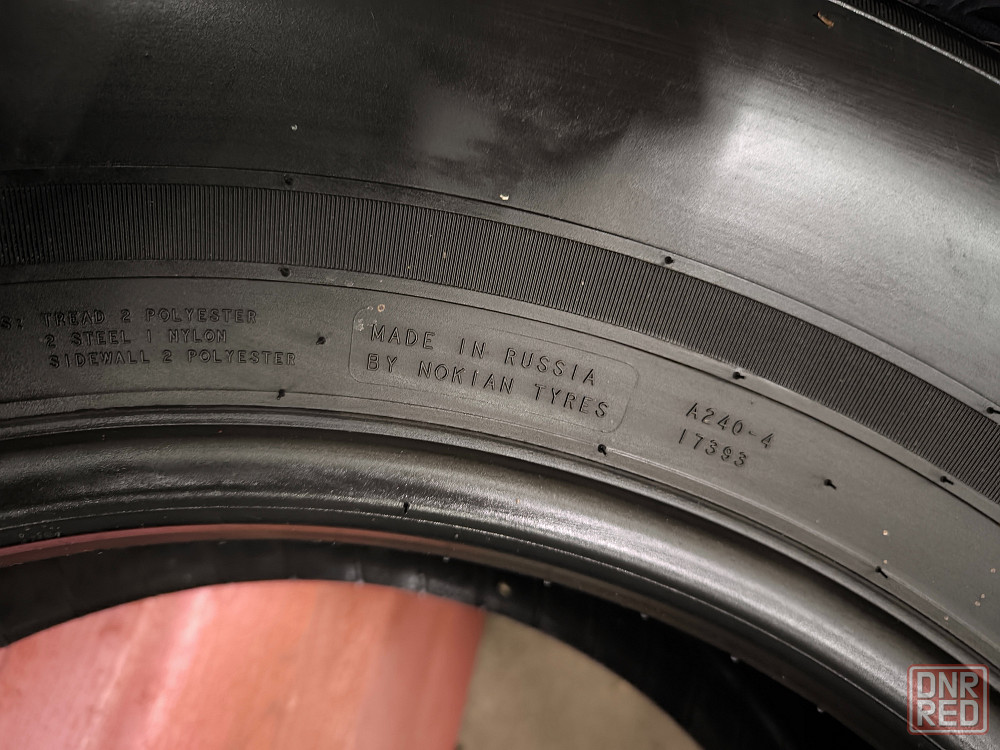 S: TREAD 2 POLYESTER
2 STEEL 1 NYLON
SIDEWALL 2 POLYESTER
MADE IN RUSSIA
BY NOKIAN TYRES
A240-4
17393
DNR
RED